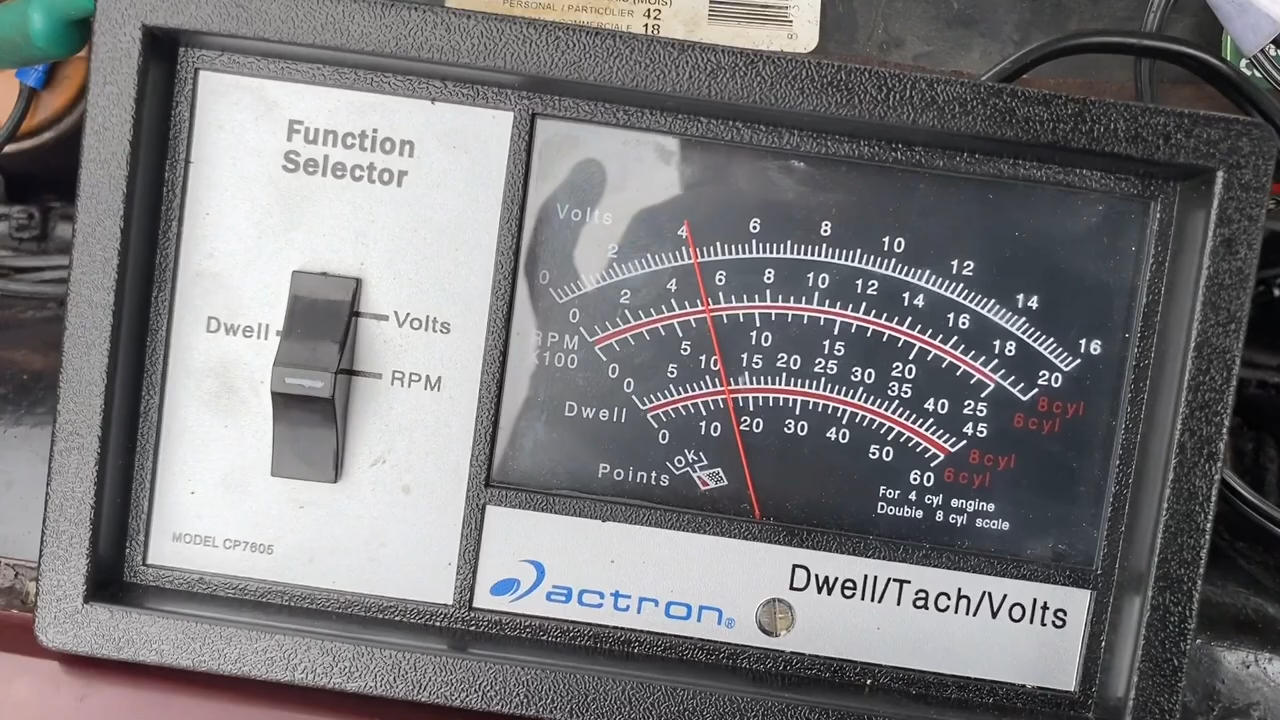 PERSONAL / PARTICULIER 42
18
Function
Selector
Dwell
Volts
RPM
MODEL CP7605
Volts
0 2 4 6 8 10 12 14 16
0 2 4 6 8 10 12 14 16 18 20 8cyl
RPM
X100
0 5 10 15 20 25 6cyl
0 5 10 15 20 25 30 35 40 45 8cyl
Dwell
0 10 20 30 40 50 60 6cyl
Points ok
For 4 cyl engine
Double 8 cyl scale
actron®
Dwell/Tach/Volts